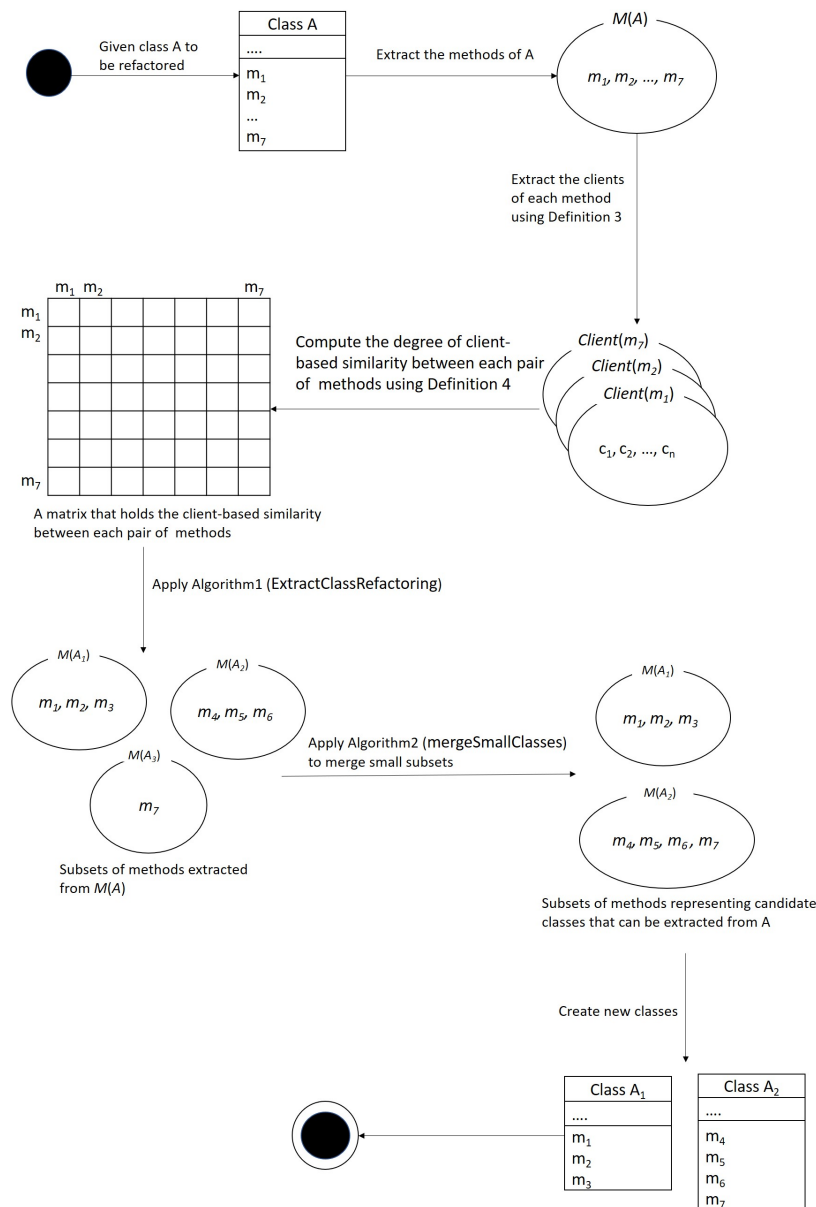 Given class A to
be refactored
Class A
....
m₁
m₂
...
m₇
Extract the methods of A
M(A)
m₁, m₂, ..., m₇
Extract the clients
of each method
using Definition 3
Client(m₇)
Client(m₂)
Client(m₁)
c₁, c₂, ..., cₙ
Compute the degree of client-
based similarity between each pair
of methods using Definition 4
m₁ m₂ m₇
m₁
m₂
m₇
A matrix that holds the client-based similarity
between each pair of methods
Apply Algorithm1 (ExtractClassRefactoring)
M(A₁)
m₁, m₂, m₃
M(A₂)
m₄, m₅, m₆
M(A₃)
m₇
Subsets of methods extracted
from M(A)
Apply Algorithm2 (mergeSmallClasses)
to merge small subsets
M(A₁)
m₁, m₂, m₃
M(A₂)
m₄, m₅, m₆, m₇
Subsets of methods representing candidate
classes that can be extracted from A
Create new classes
Class A₁
....
m₁
m₂
m₃
Class A₂
....
m₄
m₅
m₆
m₇